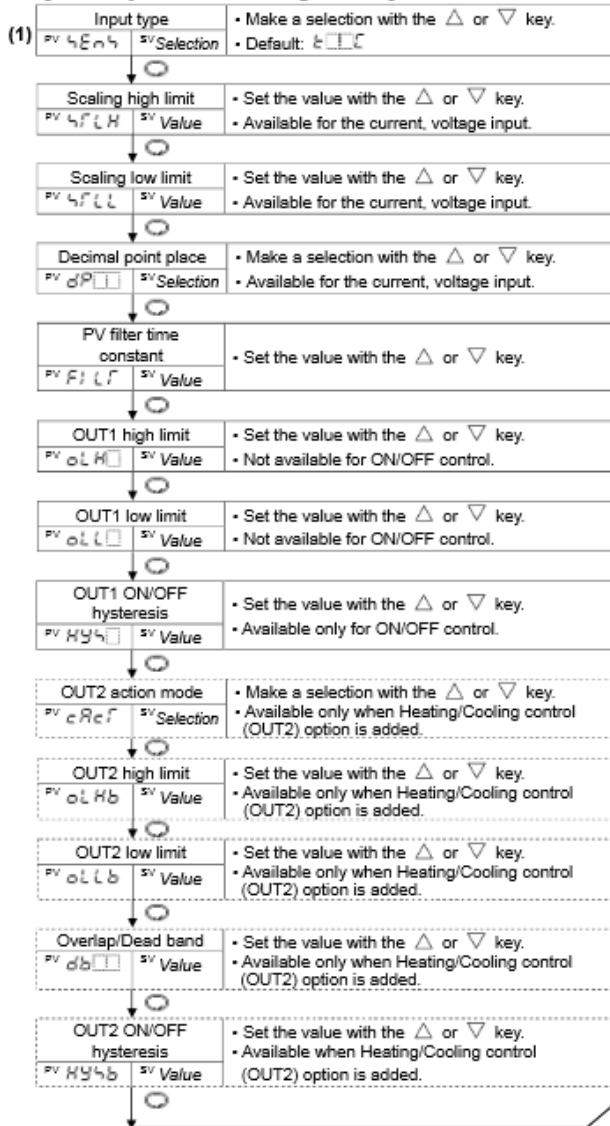 (1)
Input type
PV SEnS SV Selection
• Make a selection with the △ or ▽ key.
• Default:
Scaling high limit
PV SΓLH SV Value
• Set the value with the △ or ▽ key.
• Available for the current, voltage input.
Scaling low limit
PV SΓLL SV Value
• Set the value with the △ or ▽ key.
• Available for the current, voltage input.
Decimal point place
PV dP SV Selection
• Make a selection with the △ or ▽ key.
• Available for the current, voltage input.
PV filter time
constant
PV FILΓ SV Value
• Set the value with the △ or ▽ key.
OUT1 high limit
PV oLH SV Value
• Set the value with the △ or ▽ key.
• Not available for ON/OFF control.
OUT1 low limit
PV oLL SV Value
• Set the value with the △ or ▽ key.
• Not available for ON/OFF control.
OUT1 ON/OFF
hysteresis
PV HYS SV Value
• Set the value with the △ or ▽ key.
• Available only for ON/OFF control.
OUT2 action mode
PV cAcΓ SV Selection
• Make a selection with the △ or ▽ key.
• Available only when Heating/Cooling control
(OUT2) option is added.
OUT2 high limit
PV oLHb SV Value
• Set the value with the △ or ▽ key.
• Available only when Heating/Cooling control
(OUT2) option is added.
OUT2 low limit
PV oLLb SV Value
• Set the value with the △ or ▽ key.
• Available only when Heating/Cooling control
(OUT2) option is added.
Overlap/Dead band
PV db SV Value
• Set the value with the △ or ▽ key.
• Available only when Heating/Cooling control
(OUT2) option is added.
OUT2 ON/OFF
hysteresis
PV HYSb SV Value
• Set the value with the △ or ▽ key.
• Available when Heating/Cooling control
(OUT2) option is added.